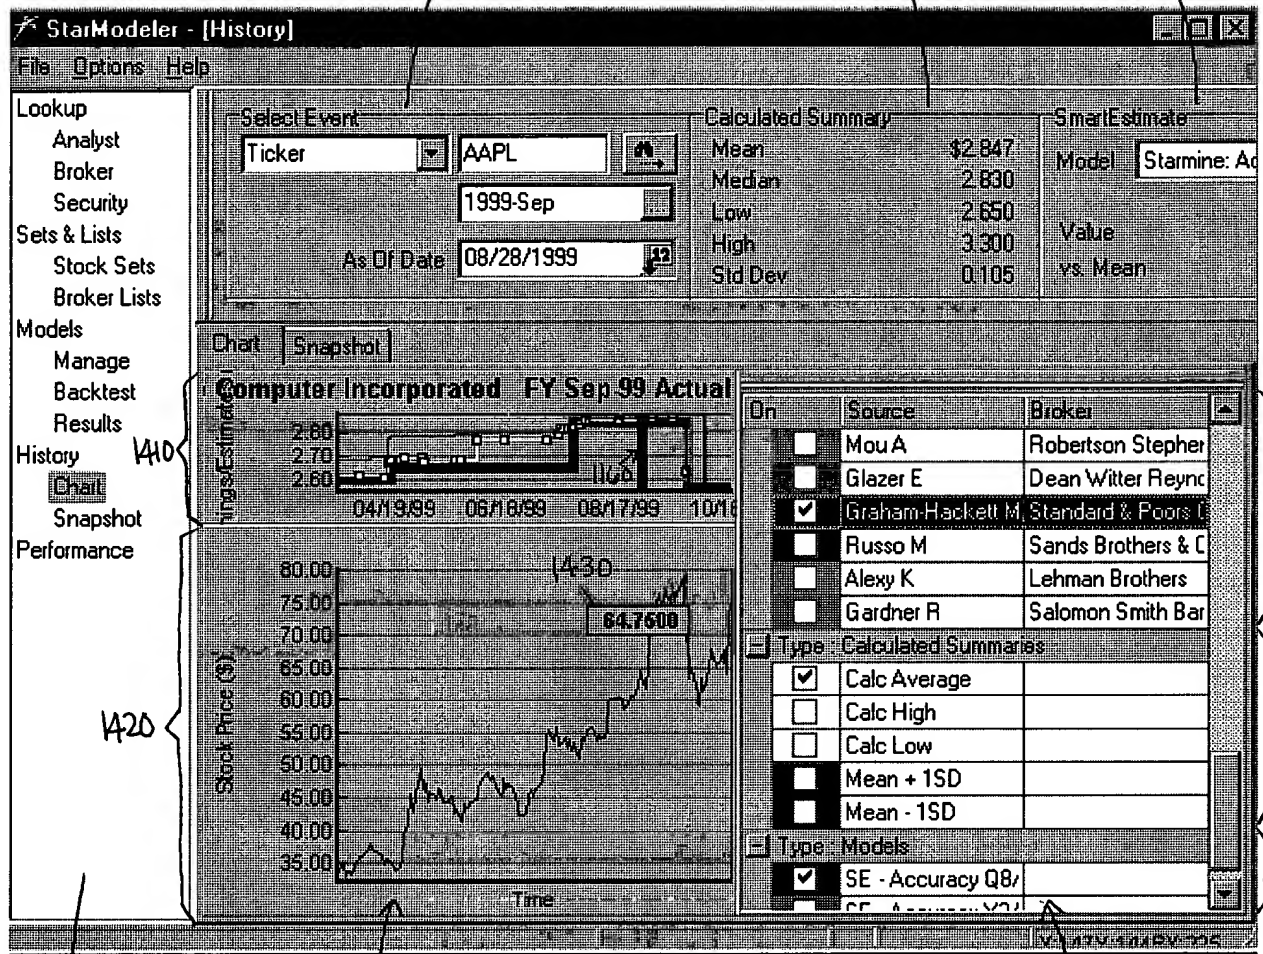 StarModeler - [History]
File Options Help
Lookup
Analyst
Broker
Security
Sets & Lists
Stock Sets
Broker Lists
Models
Manage
Backtest
Results
History
Chart
Snapshot
Performance
Select Event
Ticker AAPL
1999-Sep
As Of Date 08/28/1999 12
Calculated Summary
Mean $2.847
Median 2.830
Low 2.650
High 3.300
Std Dev 0.105
SmartEstimate
Model Starmine: Ac
Value
vs. Mean
Chart Snapshot
Computer Incorporated FY Sep 99 Actual
ningsEstimate
2.80
2.70
2.60
1160
04/19/99 06/18/99 08/17/99 10/1
1410
1420
1430
Stock Price ($)
80.00
75.00
70.00
65.00
60.00
55.00
50.00
45.00
40.00
35.00
64.7600
Time
On Source Broker
Mou A Robertson Stepher
Glazer E Dean Witter Reync
Graham-Hackett M Standard & Poors
Russo M Sands Brothers & C
Alexy K Lehman Brothers
Gardner R Salomon Smith Bar
Type : Calculated Summaries
Calc Average
Calc High
Calc Low
Mean + 1SD
Mean - 1SD
Type : Models
SE - Accuracy Q8/